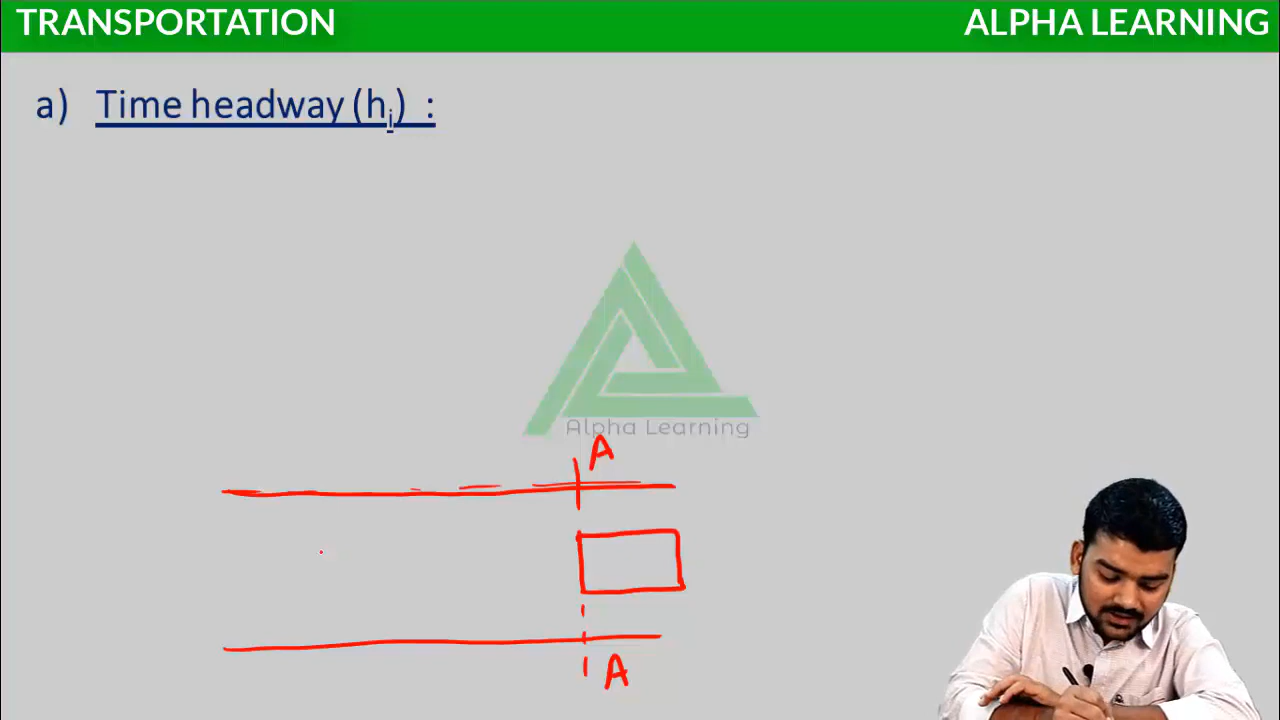 TRANSPORTATION
ALPHA LEARNING
a) Time headway (hi) :
Alpha Learning
A
A